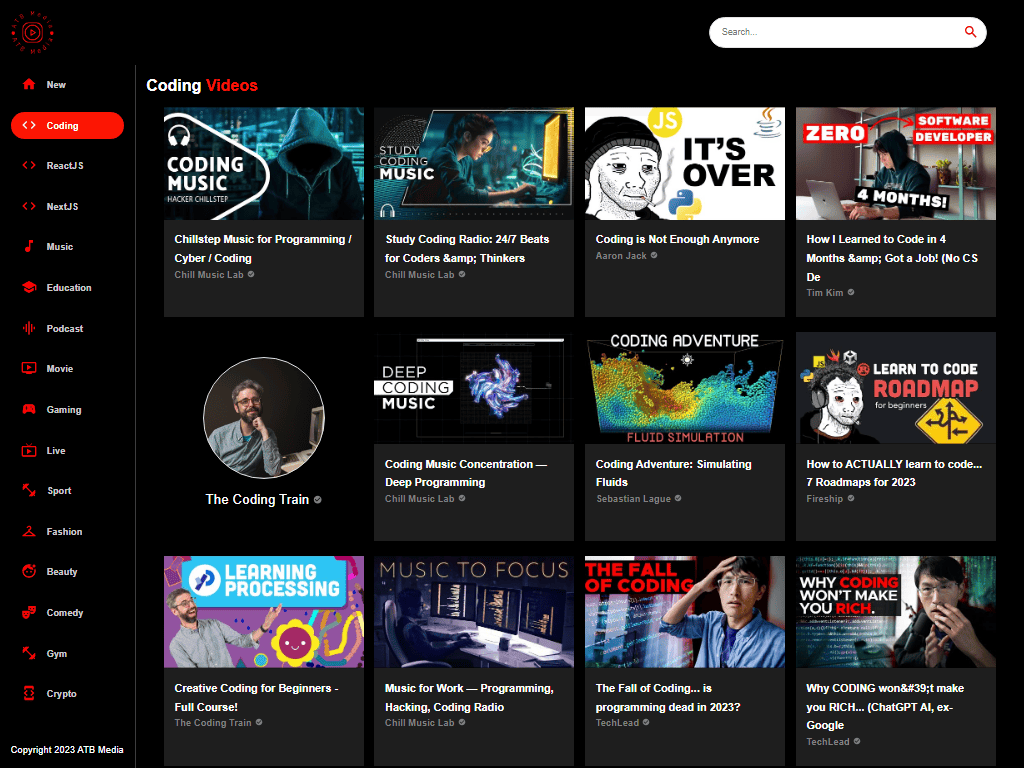 ATB Media
ATB Media
Search...
New
Coding
ReactJS
NextJS
Music
Education
Podcast
Movie
Gaming
Live
Sport
Fashion
Beauty
Comedy
Gym
Crypto
Copyright 2023 ATB Media
Coding Videos
CODING
MUSIC
HACKER CHILLSTEP
Chillstep Music for Programming /
Cyber / Coding
Chill Music Lab
STUDY
CODING
MUSIC
Study Coding Radio: 24/7 Beats
for Coders &amp; Thinkers
Chill Music Lab
JS
IT'S
OVER
Coding is Not Enough Anymore
Aaron Jack
ZERO
SOFTWARE
DEVELOPER
4 MONTHS!
How I Learned to Code in 4
Months &amp; Got a Job! (No CS
De
Tim Kim
The Coding Train
DEEP
CODING
MUSIC
Coding Music Concentration —
Deep Programming
Chill Music Lab
CODING ADVENTURE
FLUID SIMULATION
Coding Adventure: Simulating
Fluids
Sebastian Lague
JS
LEARN TO CODE
ROADMAP
for beginners
How to ACTUALLY learn to code...
7 Roadmaps for 2023
Fireship
LEARNING
PROCESSING
Creative Coding for Beginners -
Full Course!
The Coding Train
MUSIC TO FOCUS
Music for Work — Programming,
Hacking, Coding Radio
Chill Music Lab
THE FALL
OF CODING
The Fall of Coding... is
programming dead in 2023?
TechLead
WHY CODING
WON'T MAKE
YOU RICH.
Why CODING won&#39;t make
you RICH... (ChatGPT AI, ex-
Google
TechLead